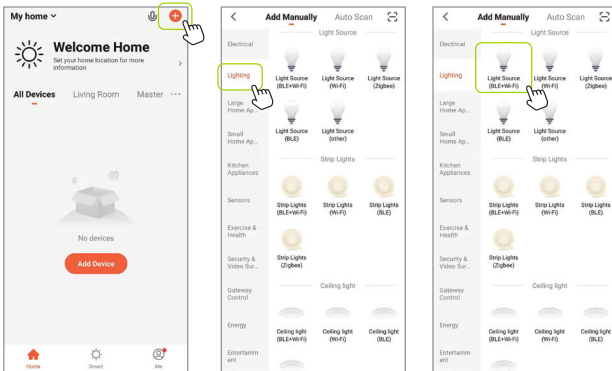 My home
Welcome Home
Set your home location for more
information
All Devices Living Room Master
No devices
Add Device
Home Smart Me
Add Manually Auto Scan
Light Source
Electrical
Lighting
Large
Home Ap...
Small
Home Ap...
Kitchen
Appliances
Sensors
Exercise &
Health
Security &
Video Sur...
Gateway
Control
Energy
Entertainm
ent
Light Source
(BLE+Wi-Fi)
Light Source
(Wi-Fi)
Light Source
(Zigbee)
Light Source
(BLE)
Light Source
(other)
Strip Lights
Strip Lights
(BLE+Wi-Fi)
Strip Lights
(Wi-Fi)
Strip Lights
(BLE)
Strip Lights
(Zigbee)
Ceiling light
Ceiling light
(BLE+Wi-Fi)
Ceiling light
(Wi-Fi)
Ceiling light
(BLE)
Add Manually Auto Scan
Light Source
Electrical
Lighting
Large
Home Ap...
Small
Home Ap...
Kitchen
Appliances
Sensors
Exercise &
Health
Security &
Video Sur...
Gateway
Control
Energy
Entertainm
ent
Light Source
(BLE+Wi-Fi)
Light Source
(Wi-Fi)
Light Source
(Zigbee)
Light Source
(BLE)
Light Source
(other)
Strip Lights
Strip Lights
(BLE+Wi-Fi)
Strip Lights
(Wi-Fi)
Strip Lights
(BLE)
Strip Lights
(Zigbee)
Ceiling light
Ceiling light
(BLE+Wi-Fi)
Ceiling light
(Wi-Fi)
Ceiling light
(BLE)